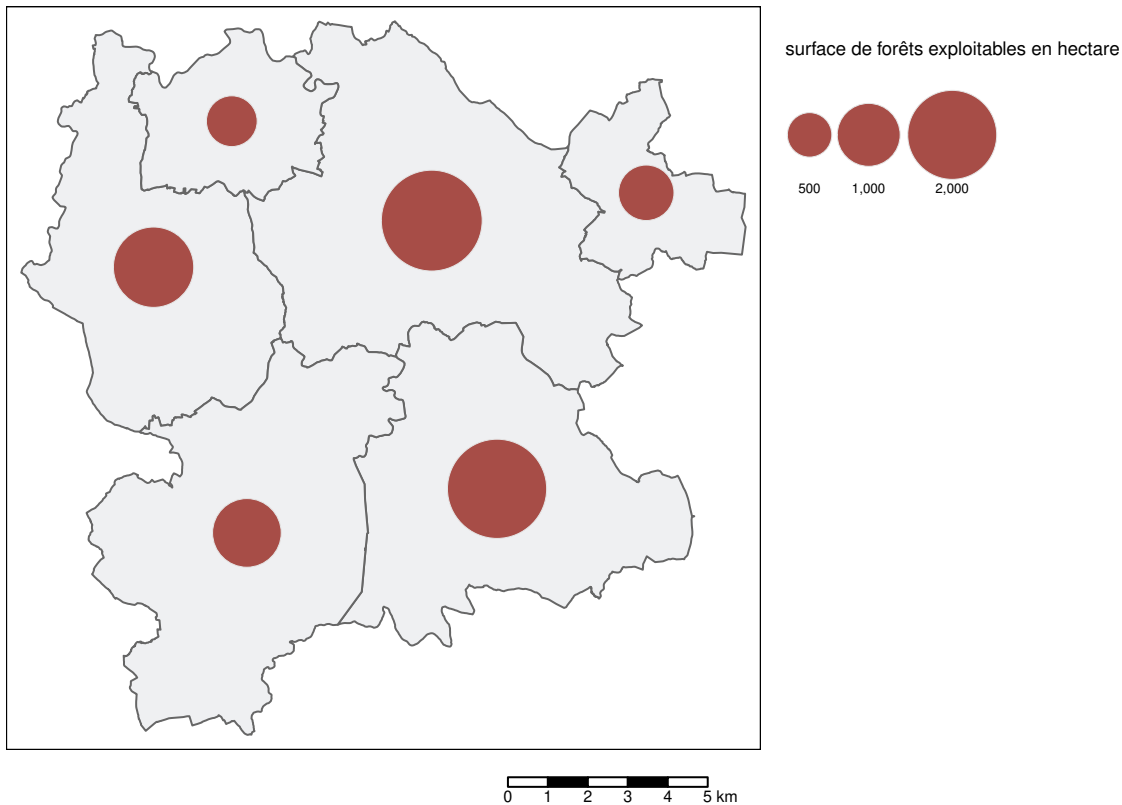 surface de forêts exploitables en hectare
500 1,000 2,000
0 1 2 3 4 5 km